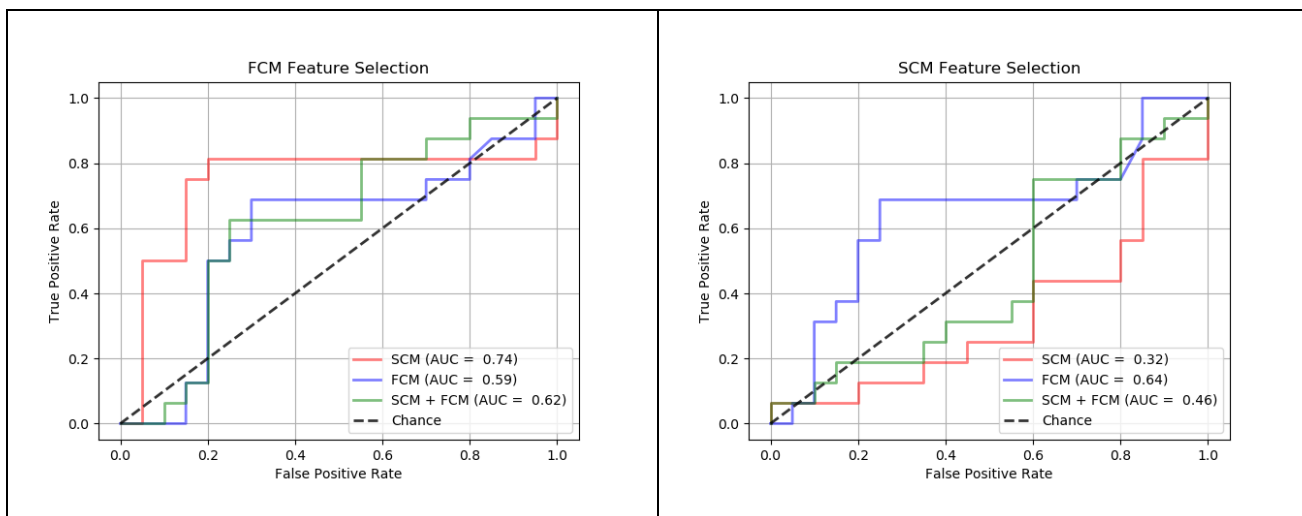 FCM Feature Selection
1.0
0.8
0.6
0.4
0.2
0.0
True Positive Rate
SCM (AUC =  0.74)
FCM (AUC =  0.59)
SCM + FCM (AUC =  0.62)
Chance
0.0 0.2 0.4 0.6 0.8 1.0
False Positive Rate
SCM Feature Selection
1.0
0.8
0.6
0.4
0.2
0.0
True Positive Rate
SCM (AUC =  0.32)
FCM (AUC =  0.64)
SCM + FCM (AUC =  0.46)
Chance
0.0 0.2 0.4 0.6 0.8 1.0
False Positive Rate